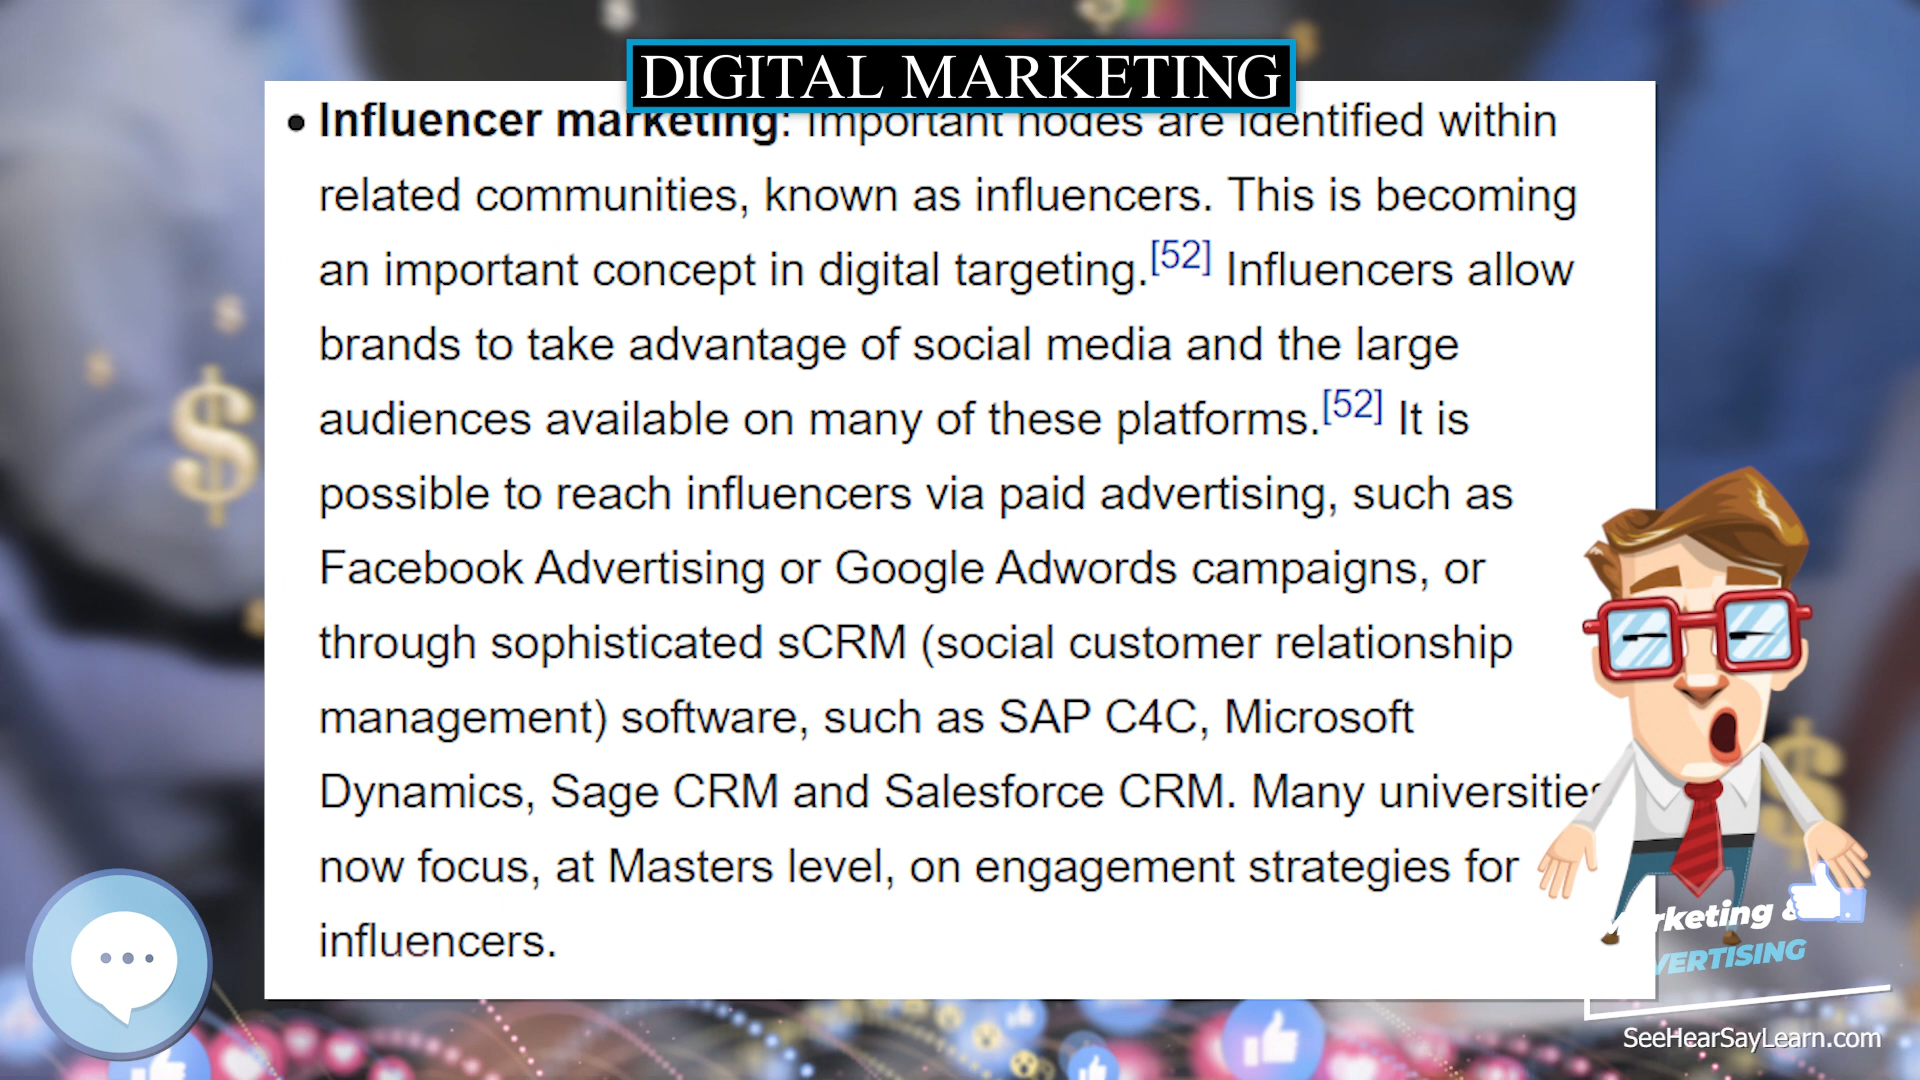 DIGITAL MARKETING
• Influencer marketing: Important nodes are identified within
related communities, known as influencers. This is becoming
an important concept in digital targeting.[52] Influencers allow
brands to take advantage of social media and the large
audiences available on many of these platforms.[52] It is
possible to reach influencers via paid advertising, such as
Facebook Advertising or Google Adwords campaigns, or
through sophisticated sCRM (social customer relationship
management) software, such as SAP C4C, Microsoft
Dynamics, Sage CRM and Salesforce CRM. Many universities
now focus, at Masters level, on engagement strategies for
influencers.
Marketing &
VERTISING
SeeHearSayLearn.com